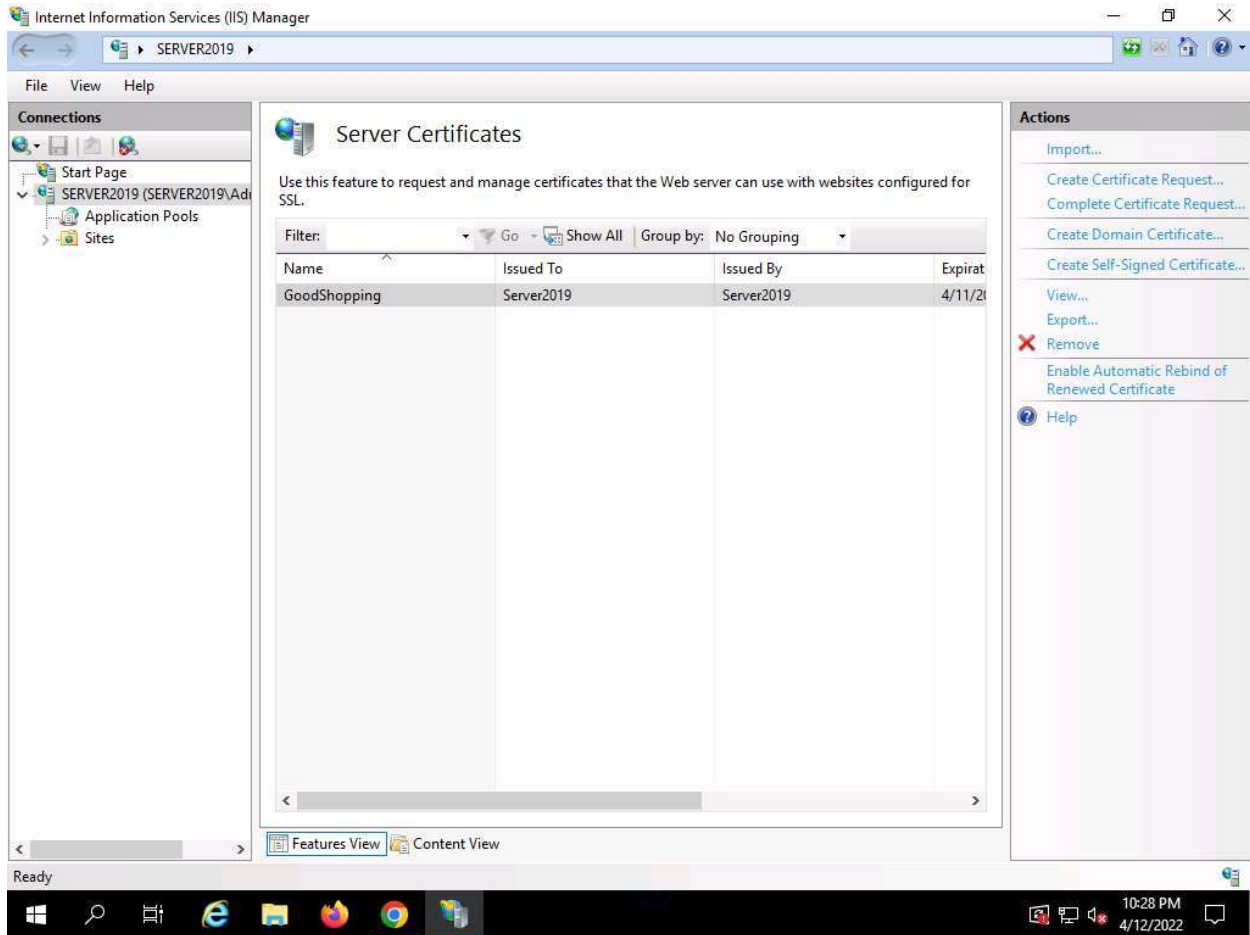 Internet Information Services (IIS) Manager
SERVER2019
File View Help
Connections
Start Page
SERVER2019 (SERVER2019\Adı
Application Pools
Sites
Server Certificates
Use this feature to request and manage certificates that the Web server can use with websites configured for
SSL.
Filter: Go Show All Group by: No Grouping
Name Issued To Issued By Expirat
GoodShopping Server2019 Server2019 4/11/20
Features View Content View
Actions
Import...
Create Certificate Request...
Complete Certificate Request...
Create Domain Certificate...
Create Self-Signed Certificate...
View...
Export...
Remove
Enable Automatic Rebind of
Renewed Certificate
Help
Ready
10:28 PM
4/12/2022